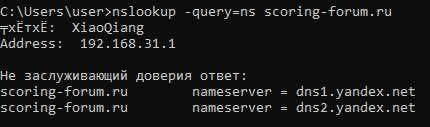 C:\Users\user>nslookup -query=ns scoring-forum.ru
╤хЁтхЁ:  XiaoQiang
Address:  192.168.31.1

Не заслуживающий доверия ответ:
scoring-forum.ru        nameserver = dns1.yandex.net
scoring-forum.ru        nameserver = dns2.yandex.net